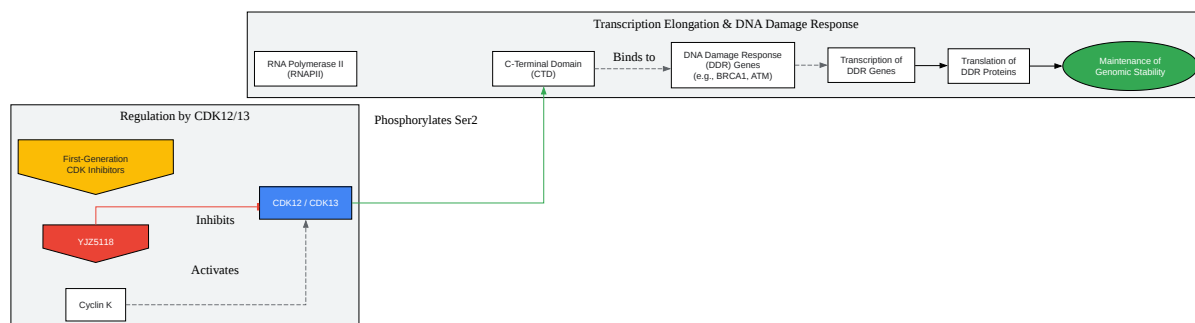 Transcription Elongation & DNA Damage Response
RNA Polymerase II
(RNAPII)
C-Terminal Domain
(CTD)
Binds to
DNA Damage Response
(DDR) Genes
(e.g., BRCA1, ATM)
Transcription of
DDR Genes
Translation of
DDR Proteins
Maintenance of
Genomic Stability
Regulation by CDK12/13
Phosphorylates Ser2
First-Generation
CDK Inhibitors
CDK12 / CDK13
Inhibits
YJZ5118
Activates
Cyclin K